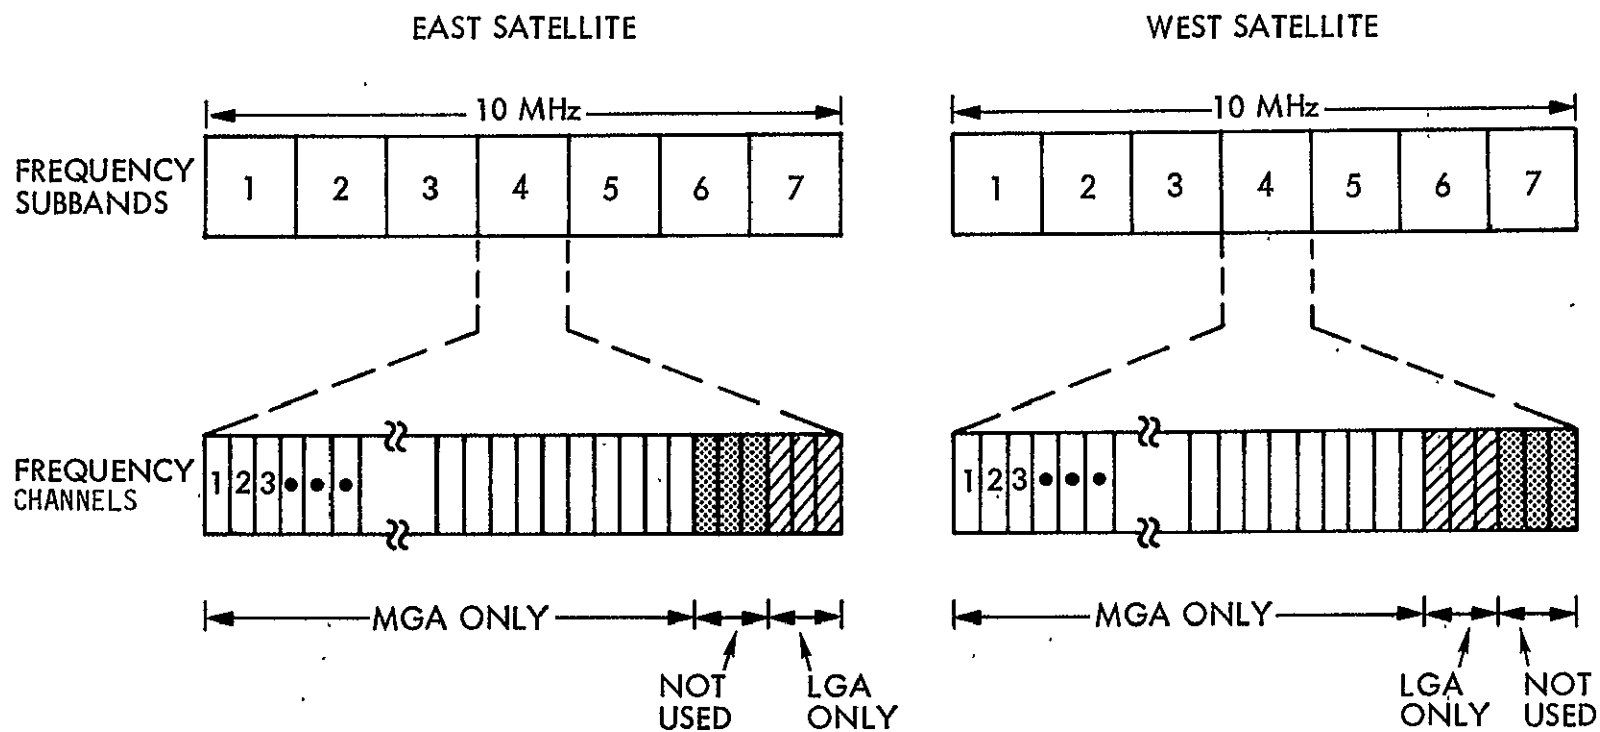 EAST SATELLITE
WEST SATELLITE
10 MHz
10 MHz
FREQUENCY
SUBBANDS
1 2 3 4 5 6 7
1 2 3 4 5 6 7
FREQUENCY
CHANNELS
1 2 3 • • •
1 2 3 • • •
MGA ONLY
MGA ONLY
NOT
USED
LGA
ONLY
LGA
ONLY
NOT
USED